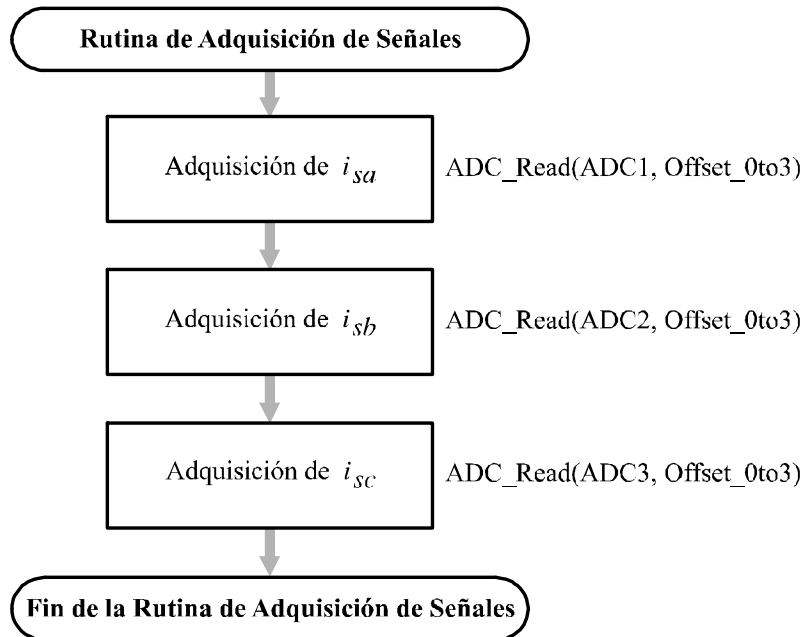 Rutina de Adquisición de Señales
Adquisición de i_sa
ADC_Read(ADC1, Offset_0to3)
Adquisición de i_sb
ADC_Read(ADC2, Offset_0to3)
Adquisición de i_sc
ADC_Read(ADC3, Offset_0to3)
Fin de la Rutina de Adquisición de Señales